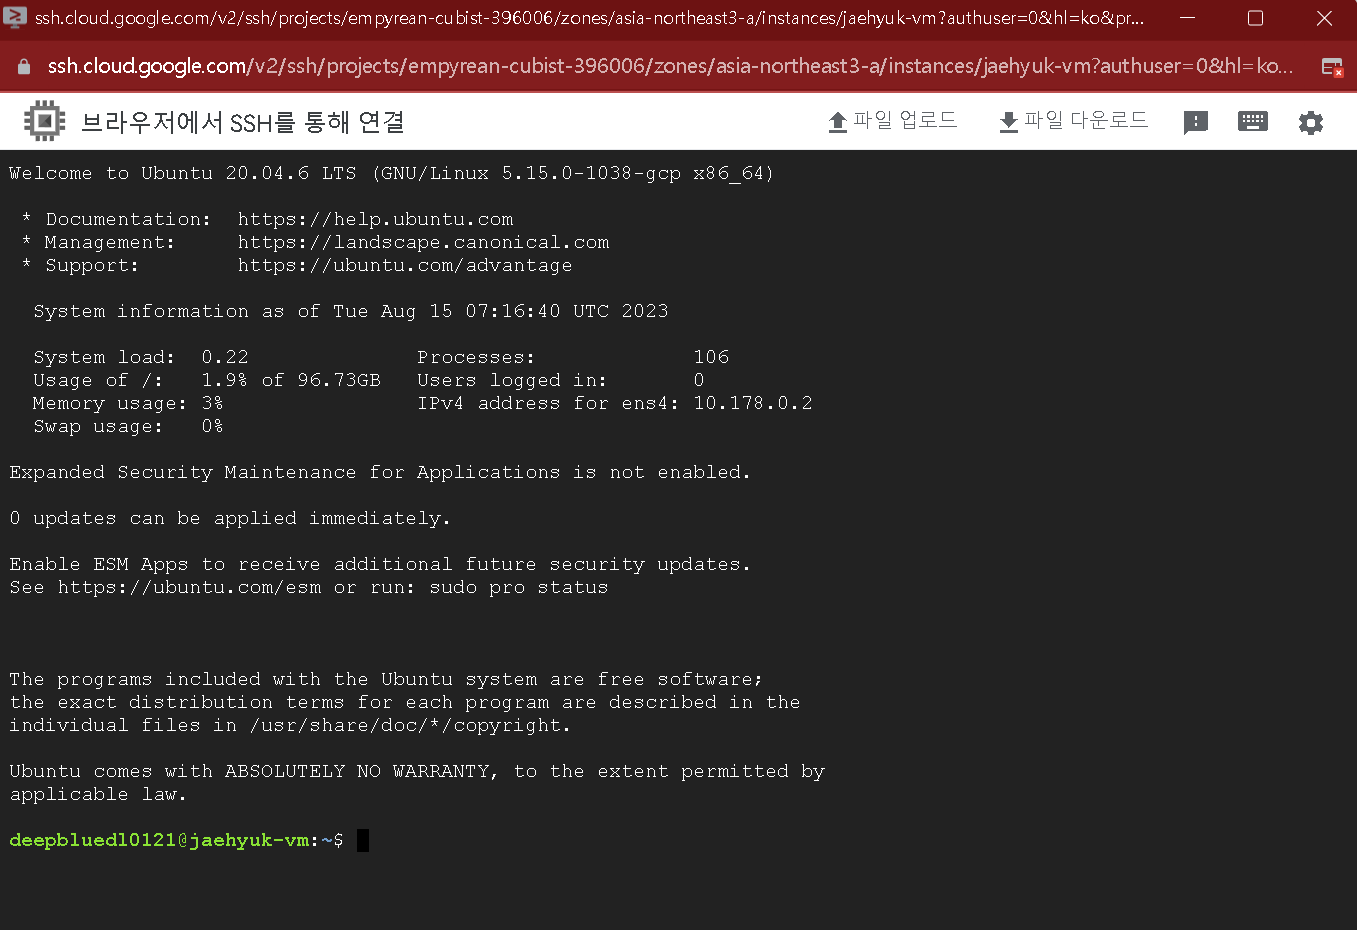 ssh.cloud.google.com/v2/ssh/projects/empyrean-cubist-396006/zones/asia-northeast3-a/instances/jaehyuk-vm?authuser=0&hl=ko&pr...
ssh.cloud.google.com/v2/ssh/projects/empyrean-cubist-396006/zones/asia-northeast3-a/instances/jaehyuk-vm?authuser=0&hl=ko...
브라우저에서 SSH를 통해 연결 파일 업로드 파일 다운로드
Welcome to Ubuntu 20.04.6 LTS (GNU/Linux 5.15.0-1038-gcp x86_64)
* Documentation: https://help.ubuntu.com
* Management: https://landscape.canonical.com
* Support: https://ubuntu.com/advantage
System information as of Tue Aug 15 07:16:40 UTC 2023
System load: 0.22 Processes: 106
Usage of /: 1.9% of 96.73GB Users logged in: 0
Memory usage: 3% IPv4 address for ens4: 10.178.0.2
Swap usage: 0%
Expanded Security Maintenance for Applications is not enabled.
0 updates can be applied immediately.
Enable ESM Apps to receive additional future security updates.
See https://ubuntu.com/esm or run: sudo pro status
The programs included with the Ubuntu system are free software;
the exact distribution terms for each program are described in the
individual files in /usr/share/doc/*/copyright.
Ubuntu comes with ABSOLUTELY NO WARRANTY, to the extent permitted by
applicable law.
deepbluedl0121@jaehyuk-vm:~$